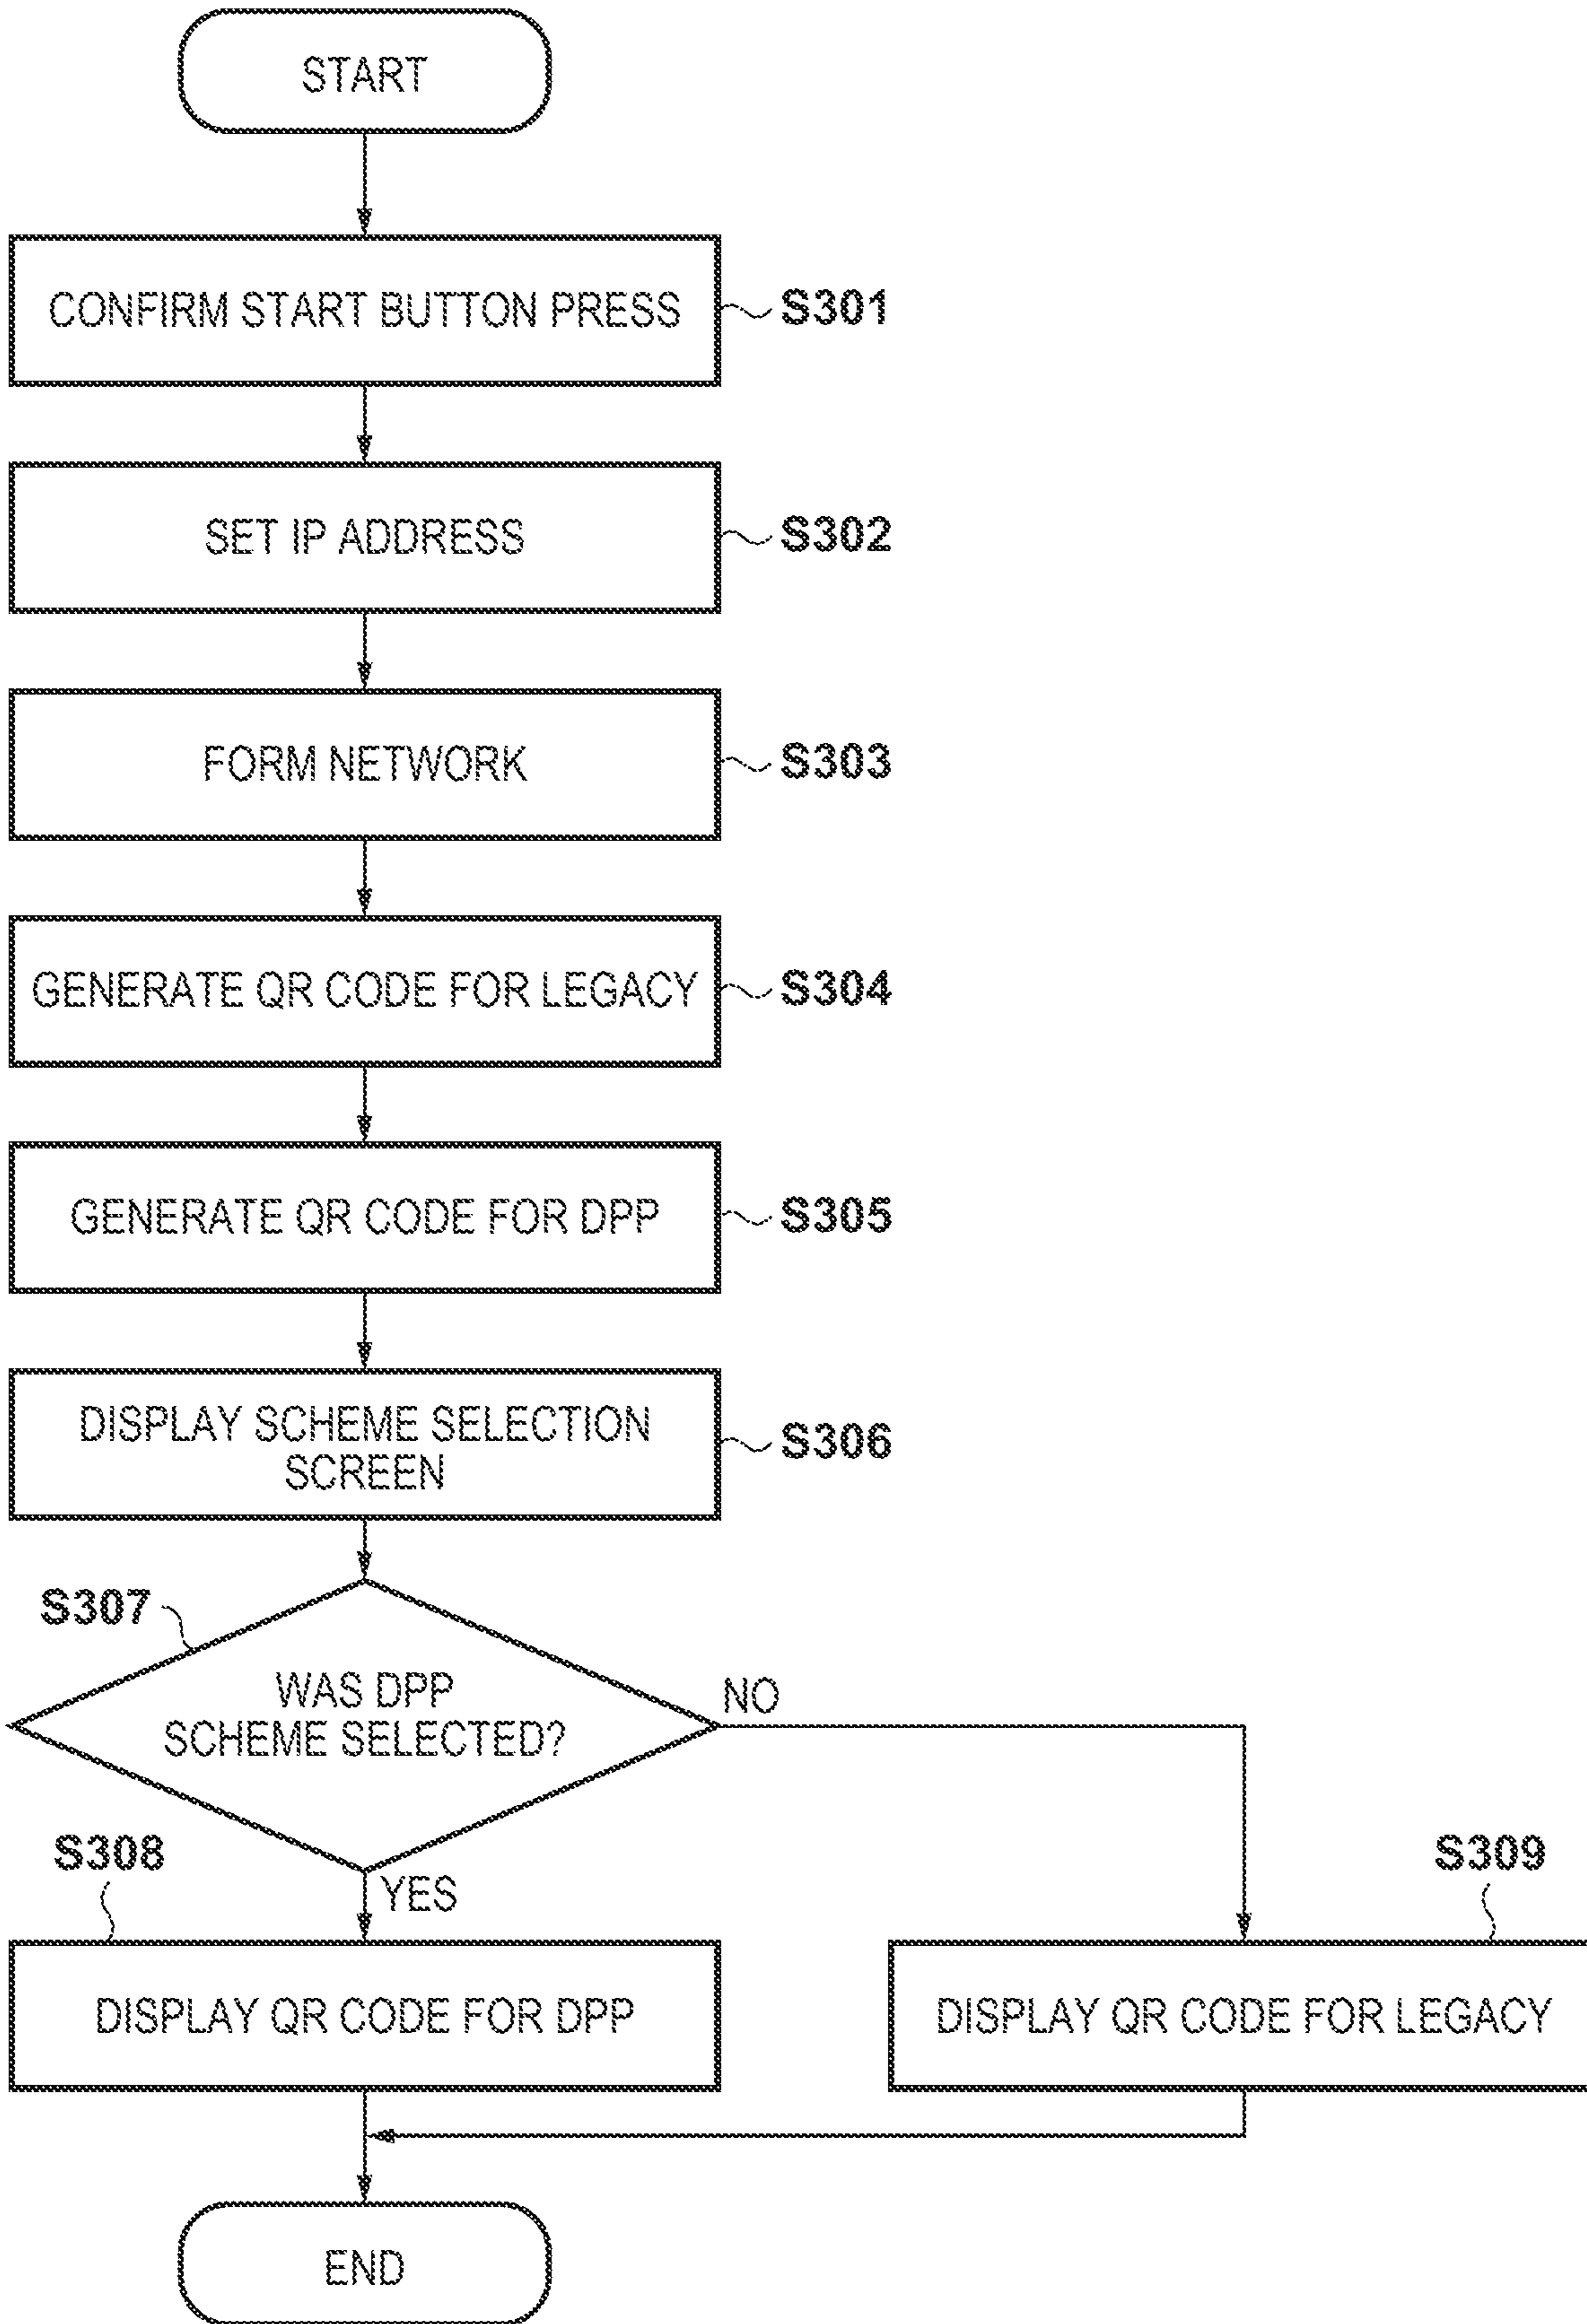 START
CONFIRM START BUTTON PRESS
S301
SET IP ADDRESS
S302
FORM NETWORK
S303
GENERATE QR CODE FOR LEGACY
S304
GENERATE QR CODE FOR DPP
S305
DISPLAY SCHEME SELECTION
SCREEN
S306
S307
WAS DPP
SCHEME SELECTED?
NO
YES
S308
S309
DISPLAY QR CODE FOR DPP
DISPLAY QR CODE FOR LEGACY
END